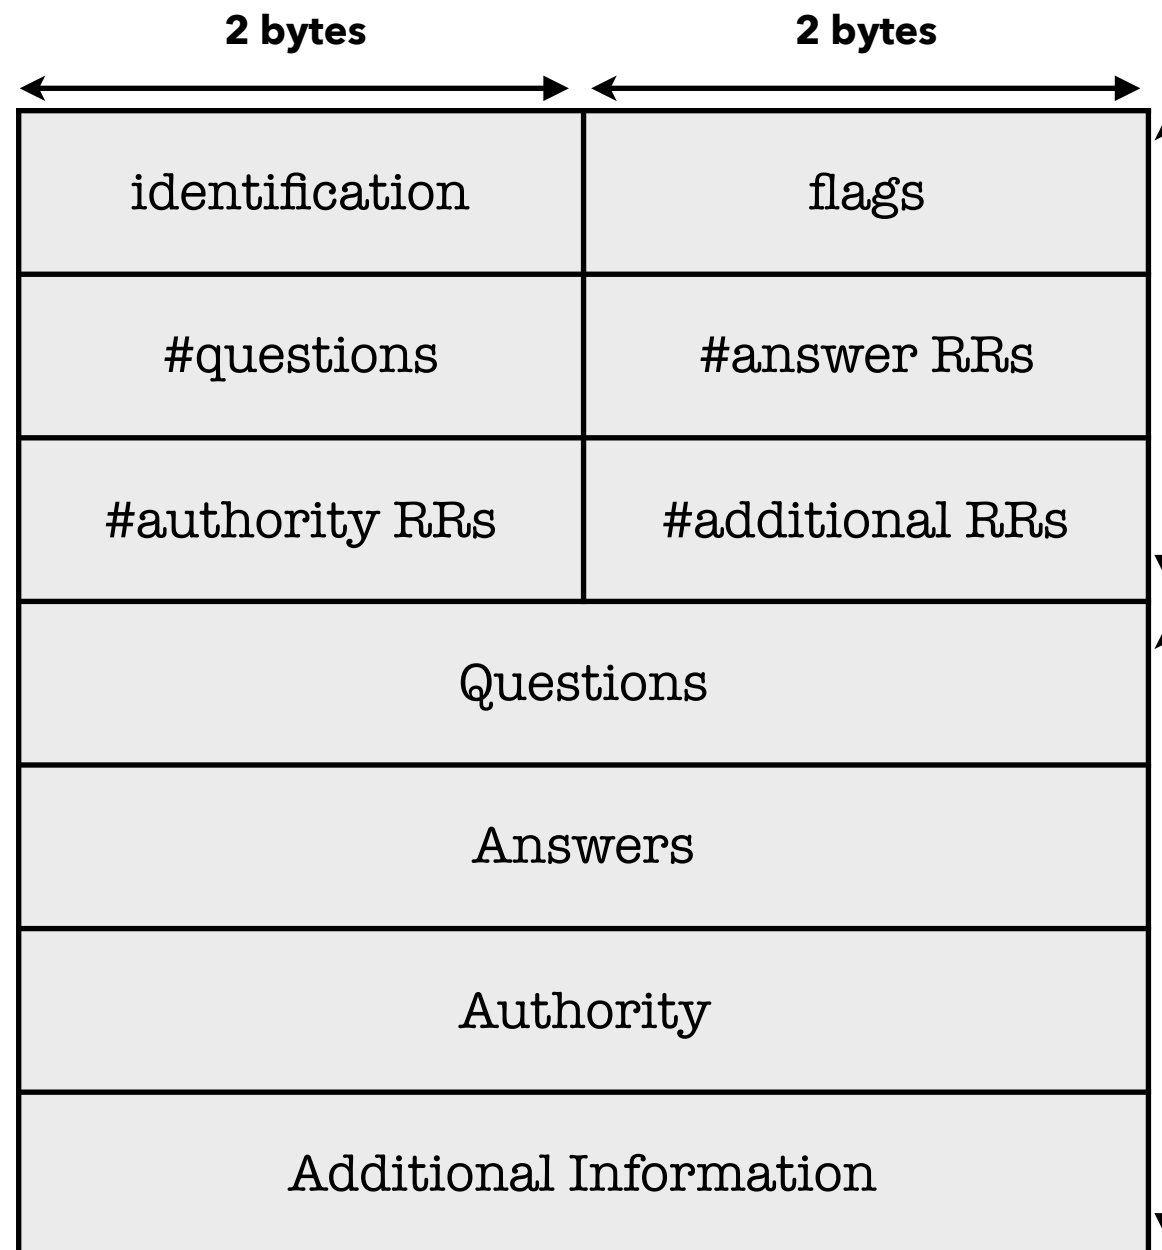 2 bytes 2 bytes
identification flags
#questions #answer RRs
#authority RRs #additional RRs
Questions
Answers
Authority
Additional Information